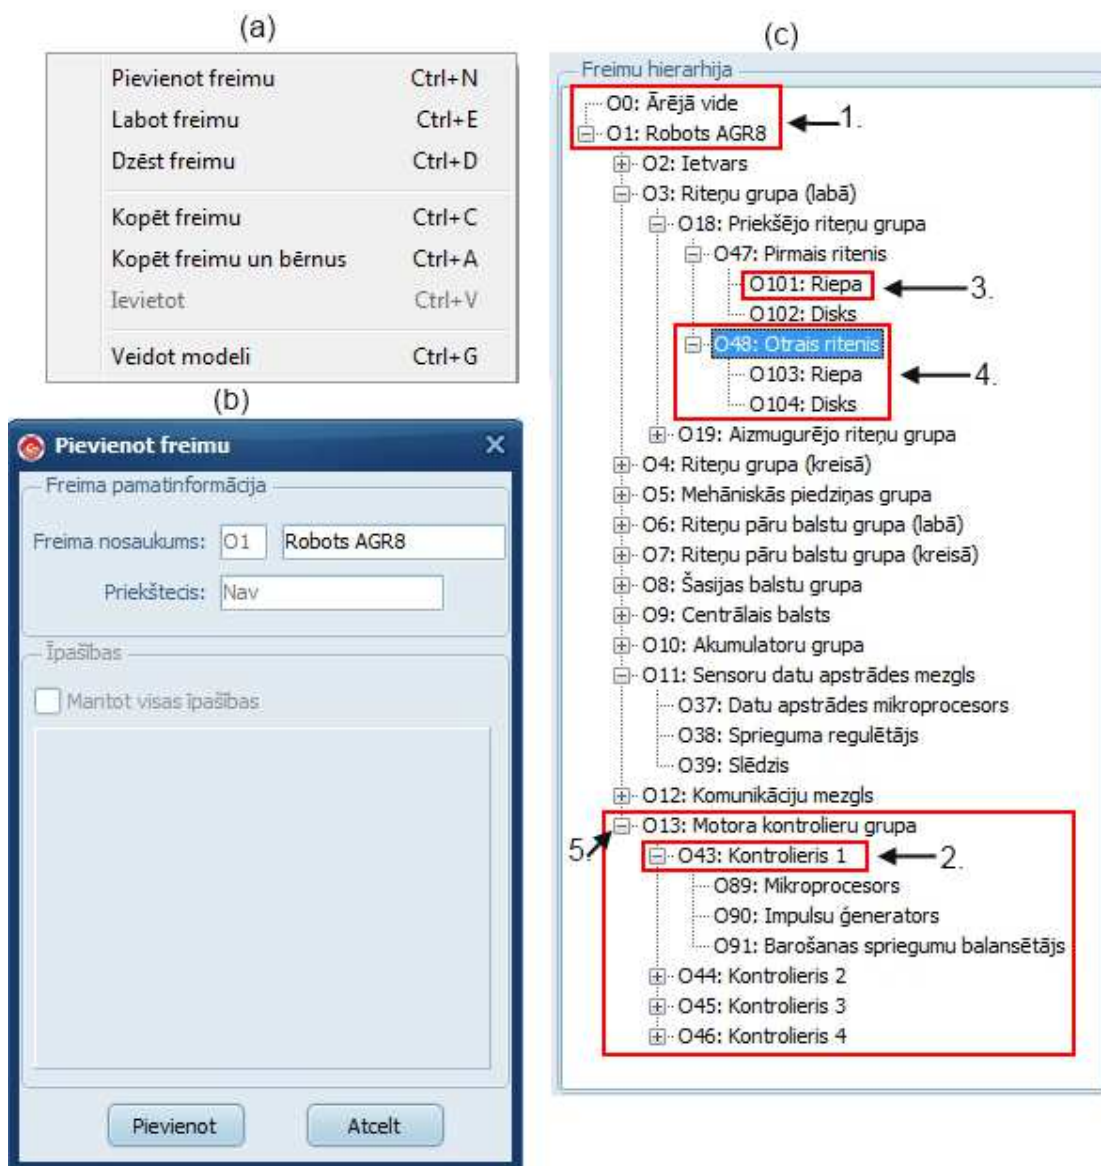 (a)
Pievienot freimu Ctrl+N
Labot freimu Ctrl+E
Dzēst freimu Ctrl+D
Kopēt freimu Ctrl+C
Kopēt freimu un bērnus Ctrl+A
Ievietot Ctrl+V
Veidot modeli Ctrl+G
(b)
Pievienot freimu
Freima pamatinformācija
Freima nosaukums: O1 Robots AGR8
Priekštecis: Nav
Īpašības
Mantot visas īpašības
Pievienot Atcelt
(c)
Freimu hierarhija
O0: Ārējā vide
1.
O1: Robots AGR8
O2: Ietvars
O3: Riteņu grupa (labā)
O18: Priekšējo riteņu grupa
O47: Pirmais ritenis
O101: Riepa 3.
O102: Disks
O48: Otrais ritenis
O103: Riepa 4.
O104: Disks
O19: Aizmugurējo riteņu grupa
O4: Riteņu grupa (kreisā)
O5: Mehāniskās piedziņas grupa
O6: Riteņu pāru balstu grupa (labā)
O7: Riteņu pāru balstu grupa (kreisā)
O8: Šasijas balstu grupa
O9: Centrālais balsts
O10: Akumulatoru grupa
O11: Sensoru datu apstrādes mezgls
O37: Datu apstrādes mikroprocesors
O38: Sprieguma regulētājs
O39: Slēdzis
O12: Komunikāciju mezgls
O13: Motora kontrolieru grupa
5.
O43: Kontrolieris 1 2.
O89: Mikroprocesors
O90: Impulsu ģenerators
O91: Barošanas spriegumu balansētājs
O44: Kontrolieris 2
O45: Kontrolieris 3
O46: Kontrolieris 4